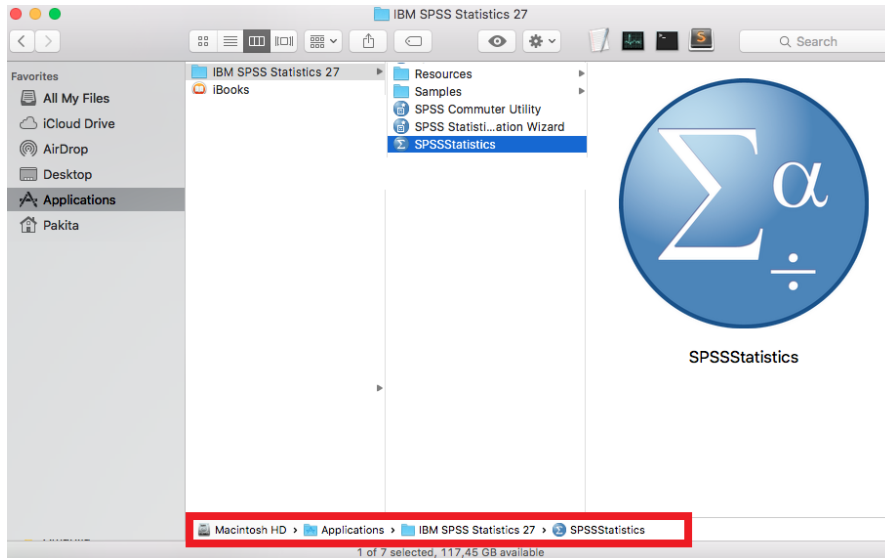 IBM SPSS Statistics 27
Search
Favorites
All My Files
iCloud Drive
AirDrop
Desktop
Applications
Pakita
IBM SPSS Statistics 27
iBooks
Resources
Samples
SPSS Commuter Utility
SPSS Statisti...ation Wizard
SPSSStatistics
Σα÷
SPSSStatistics
Macintosh HD › Applications › IBM SPSS Statistics 27 › SPSSStatistics
1 of 7 selected, 117,45 GB available